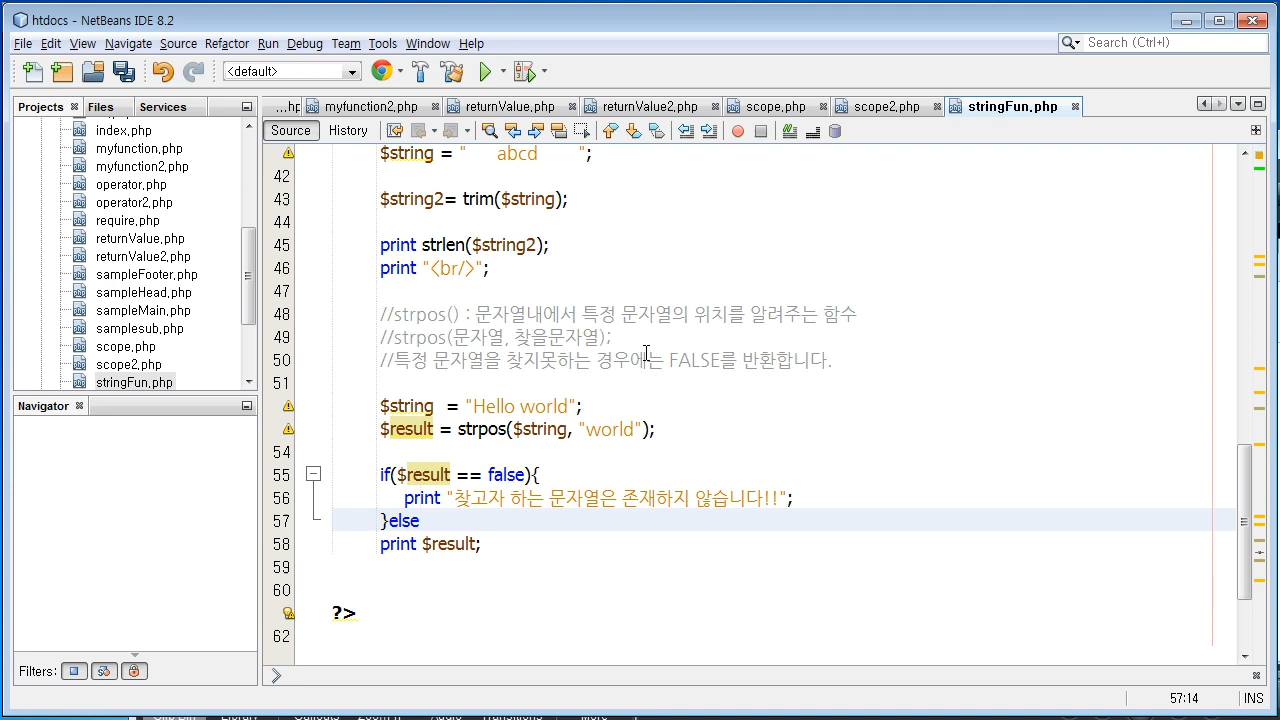 htdocs - NetBeans IDE 8.2
File Edit View Navigate Source Refactor Run Debug Team Tools Window Help
Search (Ctrl+I)
<default>
Projects Files Services
...hp myfunction2.php returnValue.php returnValue2.php scope.php scope2.php stringFun.php
Source History
index.php
myfunction.php
myfunction2.php
operator.php
operator2.php
require.php
returnValue.php
returnValue2.php
sampleFooter.php
sampleHead.php
sampleMain.php
samplesub.php
scope.php
scope2.php
stringFun.php
Navigator
Filters:
$string = "   abcd     ";
42
43 $string2= trim($string);
44
45 print strlen($string2);
46 print "<br/>";
47
48 //strpos() : 문자열내에서 특정 문자열의 위치를 알려주는 함수
49 //strpos(문자열, 찾을문자열);
50 //특정 문자열을 찾지못하는 경우에는 FALSE를 반환합니다.
51
$string = "Hello world";
$result = strpos($string, "world");
54
55 if($result == false){
56 print "찾고자 하는 문자열은 존재하지 않습니다!!";
57 }else
58 print $result;
59
60
?>
62
57:14 INS